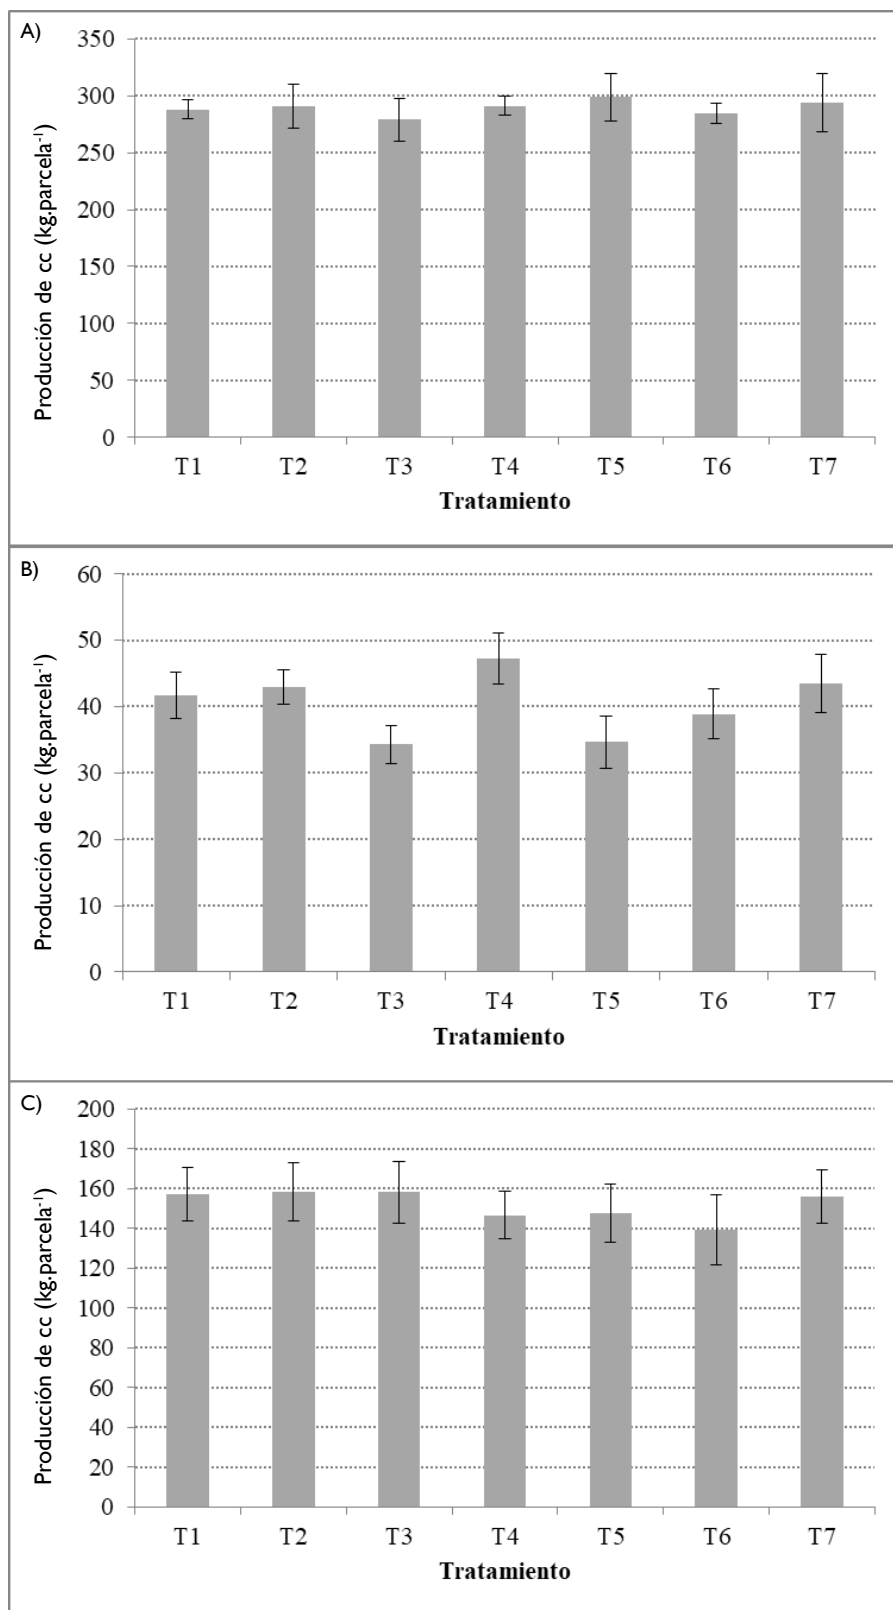 A)
Producción de cc (kg.parcela⁻¹)
350
300
250
200
150
100
50
0
T1 T2 T3 T4 T5 T6 T7
Tratamiento
B)
Producción de cc (kg.parcela⁻¹)
60
50
40
30
20
10
0
T1 T2 T3 T4 T5 T6 T7
Tratamiento
C)
Producción de cc (kg.parcela⁻¹)
200
180
160
140
120
100
80
60
40
20
0
T1 T2 T3 T4 T5 T6 T7
Tratamiento